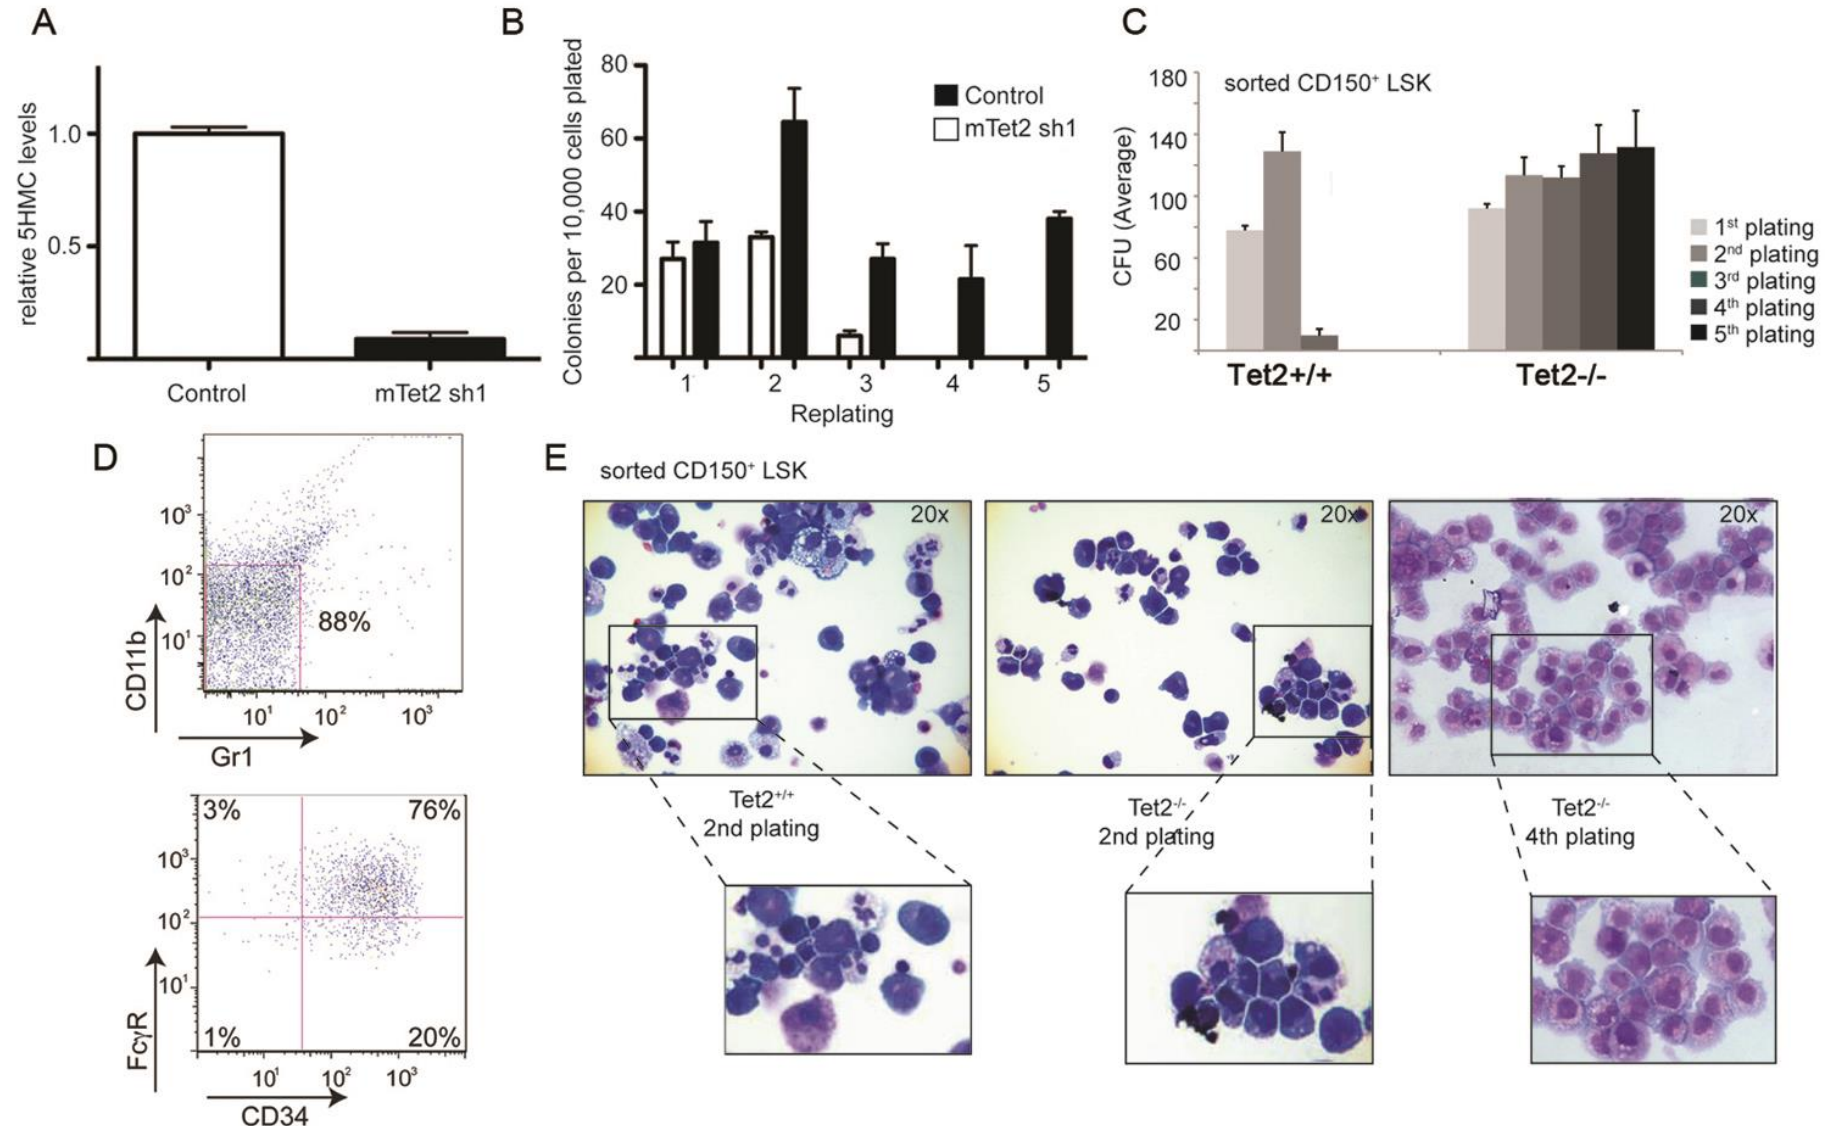 A
relative 5HMC levels
1.0
0.5
Control
mTet2 sh1
B
Colonies per 10,000 cells plated
80
60
40
20
Control
mTet2 sh1
1
2
3
4
5
Replating
C
sorted CD150⁺ LSK
CFU (Average)
180
140
100
60
20
Tet2+/+
Tet2-/-
1st plating
2nd plating
3rd plating
4th plating
5th plating
D
CD11b
10³
10²
10¹
88%
10¹
10²
10³
Gr1
3%
76%
10³
10²
10¹
1%
20%
FcγR
10¹
10²
10³
CD34
E
sorted CD150⁺ LSK
20x
20x
20x
Tet2+/+
2nd plating
Tet2-/-
2nd plating
Tet2-/-
4th plating